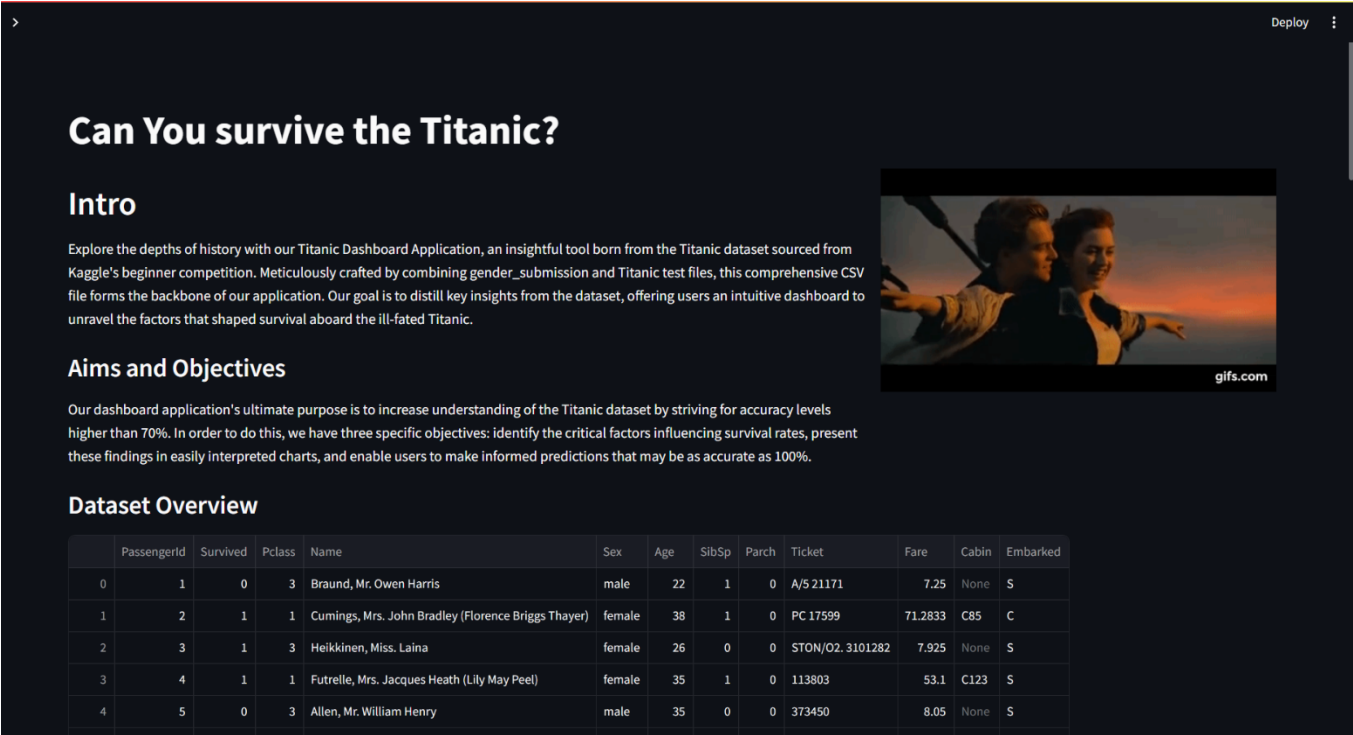 Deploy
Can You survive the Titanic?
Intro
Explore the depths of history with our Titanic Dashboard Application, an insightful tool born from the Titanic dataset sourced from
Kaggle's beginner competition. Meticulously crafted by combining gender_submission and Titanic test files, this comprehensive CSV
file forms the backbone of our application. Our goal is to distill key insights from the dataset, offering users an intuitive dashboard to
unravel the factors that shaped survival aboard the ill-fated Titanic.
gifs.com
Aims and Objectives
Our dashboard application's ultimate purpose is to increase understanding of the Titanic dataset by striving for accuracy levels
higher than 70%. In order to do this, we have three specific objectives: identify the critical factors influencing survival rates, present
these findings in easily interpreted charts, and enable users to make informed predictions that may be as accurate as 100%.
Dataset Overview
PassengerId Survived Pclass Name Sex Age SibSp Parch Ticket Fare Cabin Embarked
0 1 0 3 Braund, Mr. Owen Harris male 22 1 0 A/5 21171 7.25 None S
1 2 1 1 Cumings, Mrs. John Bradley (Florence Briggs Thayer) female 38 1 0 PC 17599 71.2833 C85 C
2 3 1 3 Heikkinen, Miss. Laina female 26 0 0 STON/O2. 3101282 7.925 None S
3 4 1 1 Futrelle, Mrs. Jacques Heath (Lily May Peel) female 35 1 0 113803 53.1 C123 S
4 5 0 3 Allen, Mr. William Henry male 35 0 0 373450 8.05 None S